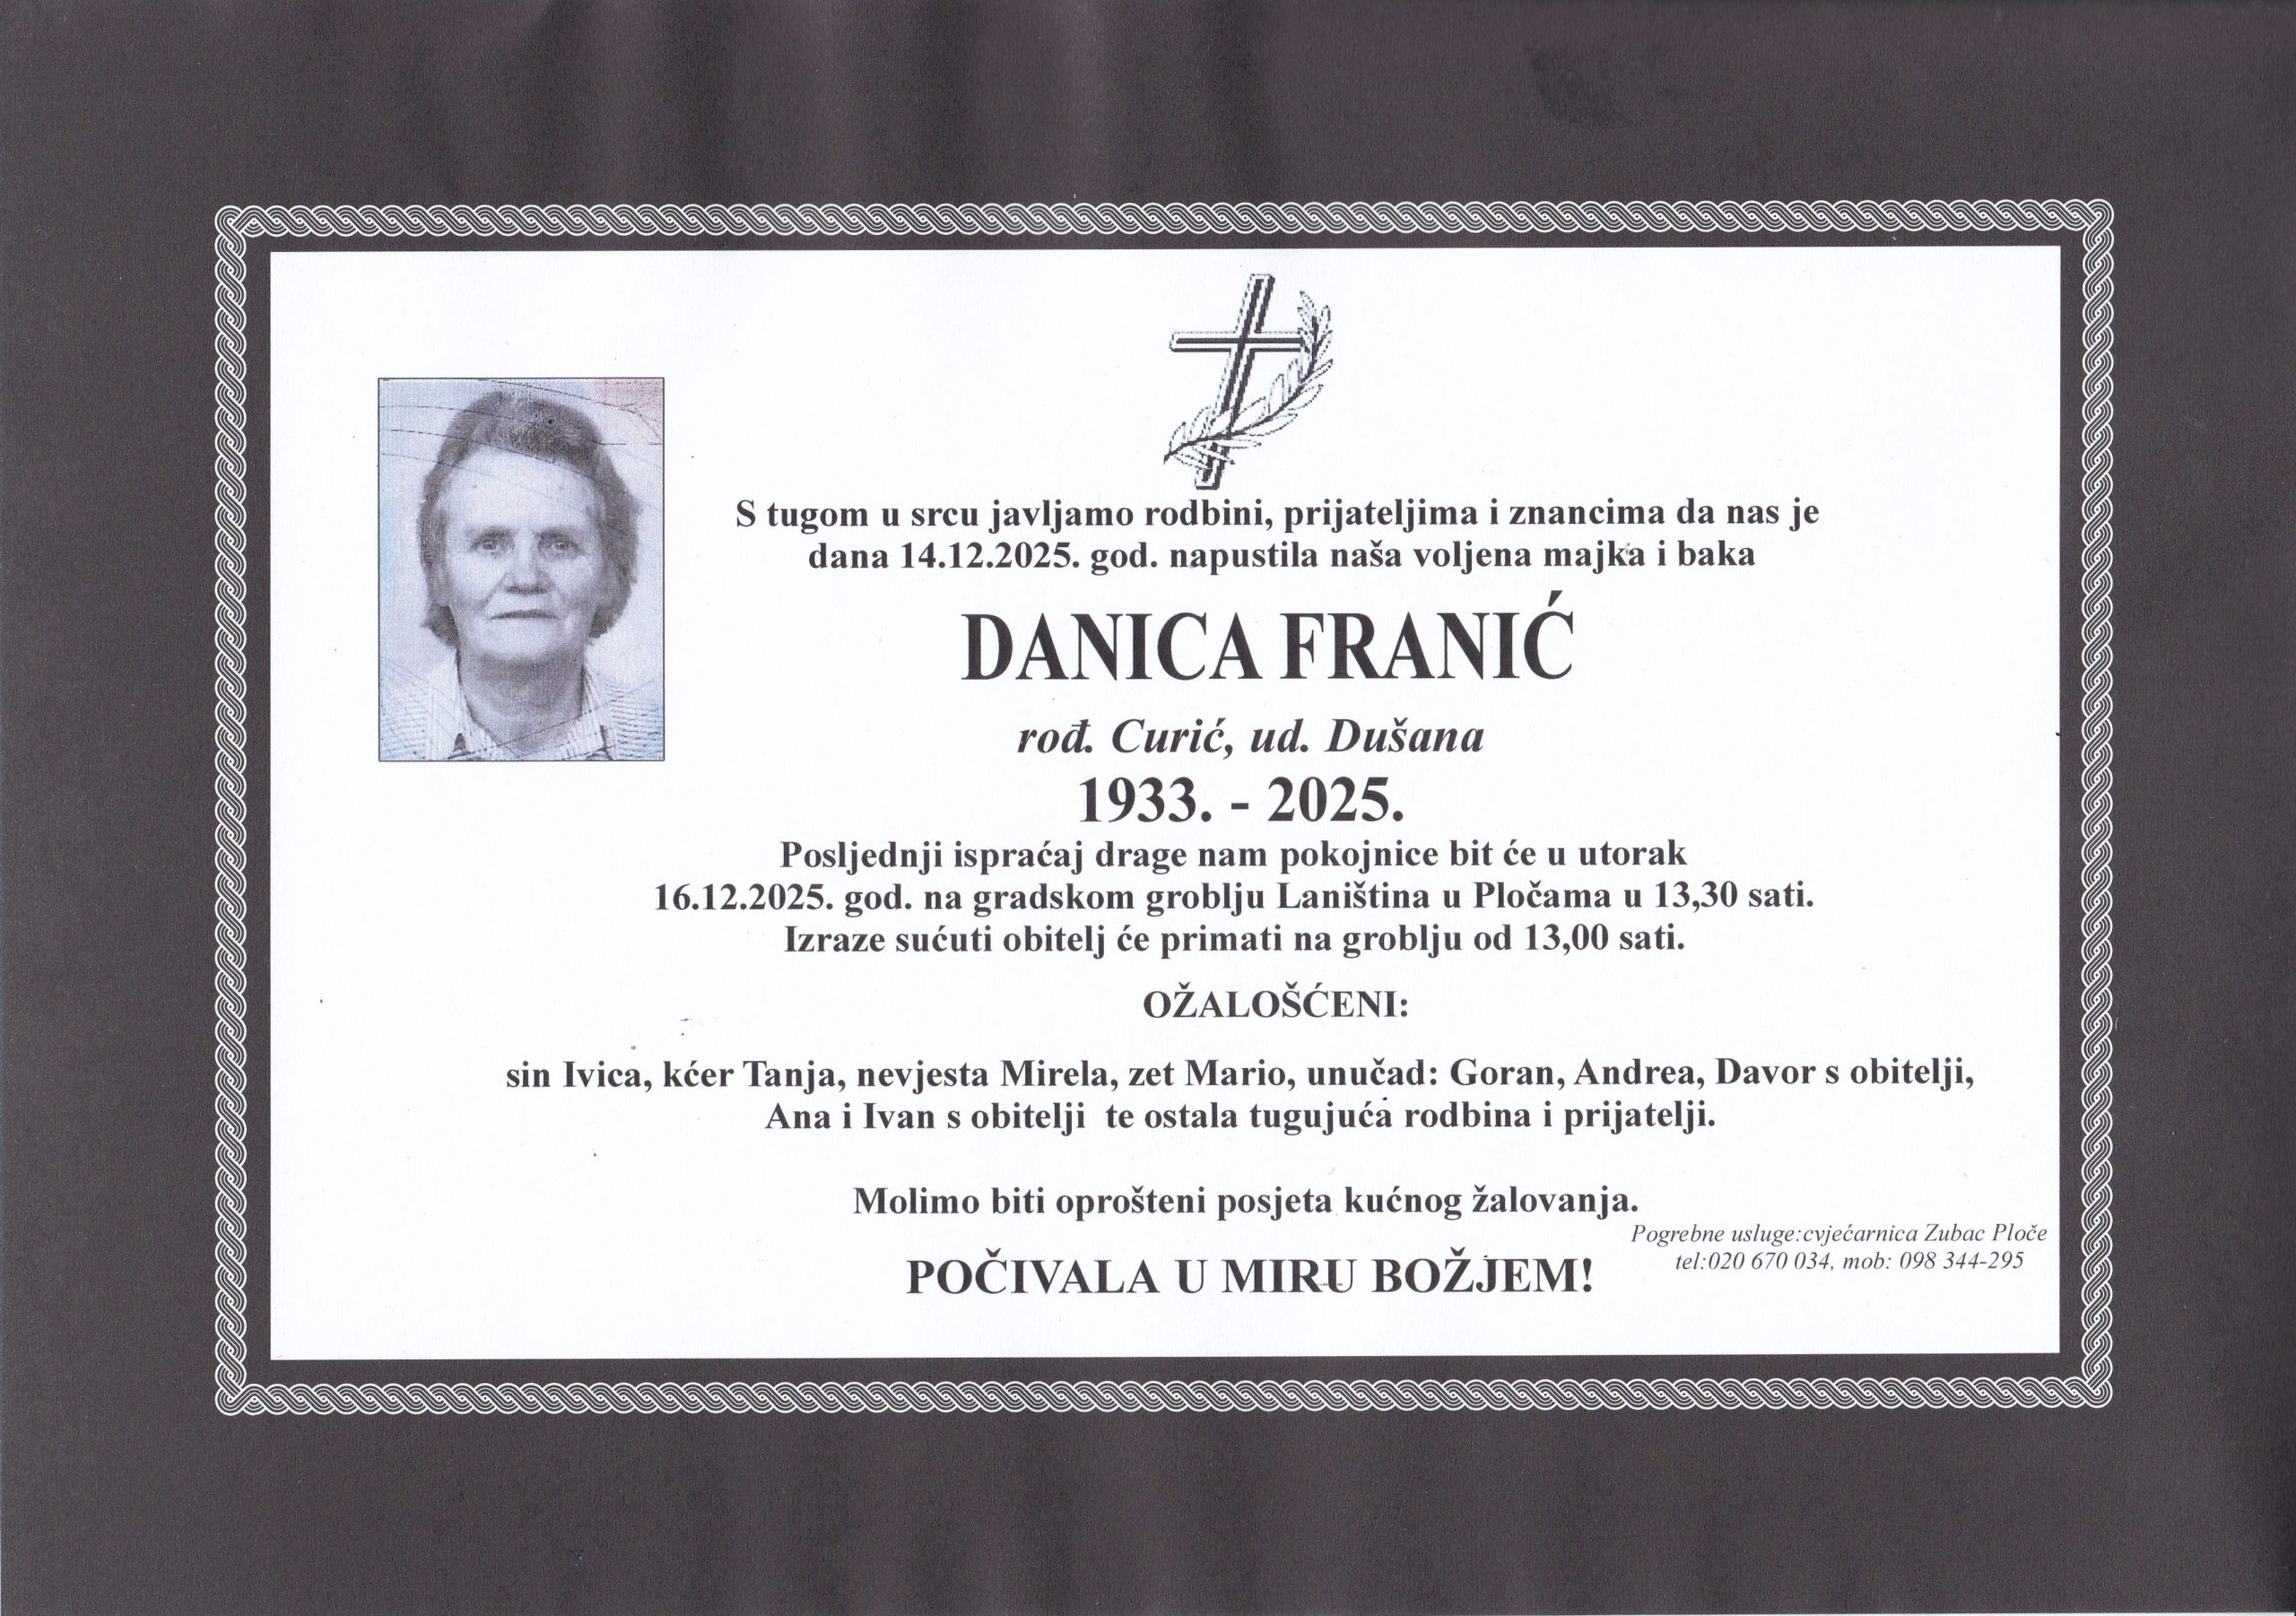 S tugom u srcu javljamo rodbini, prijateljima i znancima da nas je
dana 14.12.2025. god. napustila naša voljena majka i baka
DANICA FRANIĆ
rođ. Curić, ud. Dušana
1933. - 2025.
Posljednji ispraćaj drage nam pokojnice bit će u utorak
16.12.2025. god. na gradskom groblju Laniština u Pločama u 13,30 sati.
Izraze sućuti obitelj će primati na groblju od 13,00 sati.
OŽALOŠĆENI:
sin Ivica, kćer Tanja, nevjesta Mirela, zet Mario, unučad: Goran, Andrea, Davor s obitelji,
Ana i Ivan s obitelji te ostala tugujuća rodbina i prijatelji.
Molimo biti oprošteni posjeta kućnog žalovanja.
Pogrebne usluge:cvjećarnica Zubac Ploče
tel:020 670 034, mob: 098 344-295
POČIVALA U MIRU BOŽJEM!